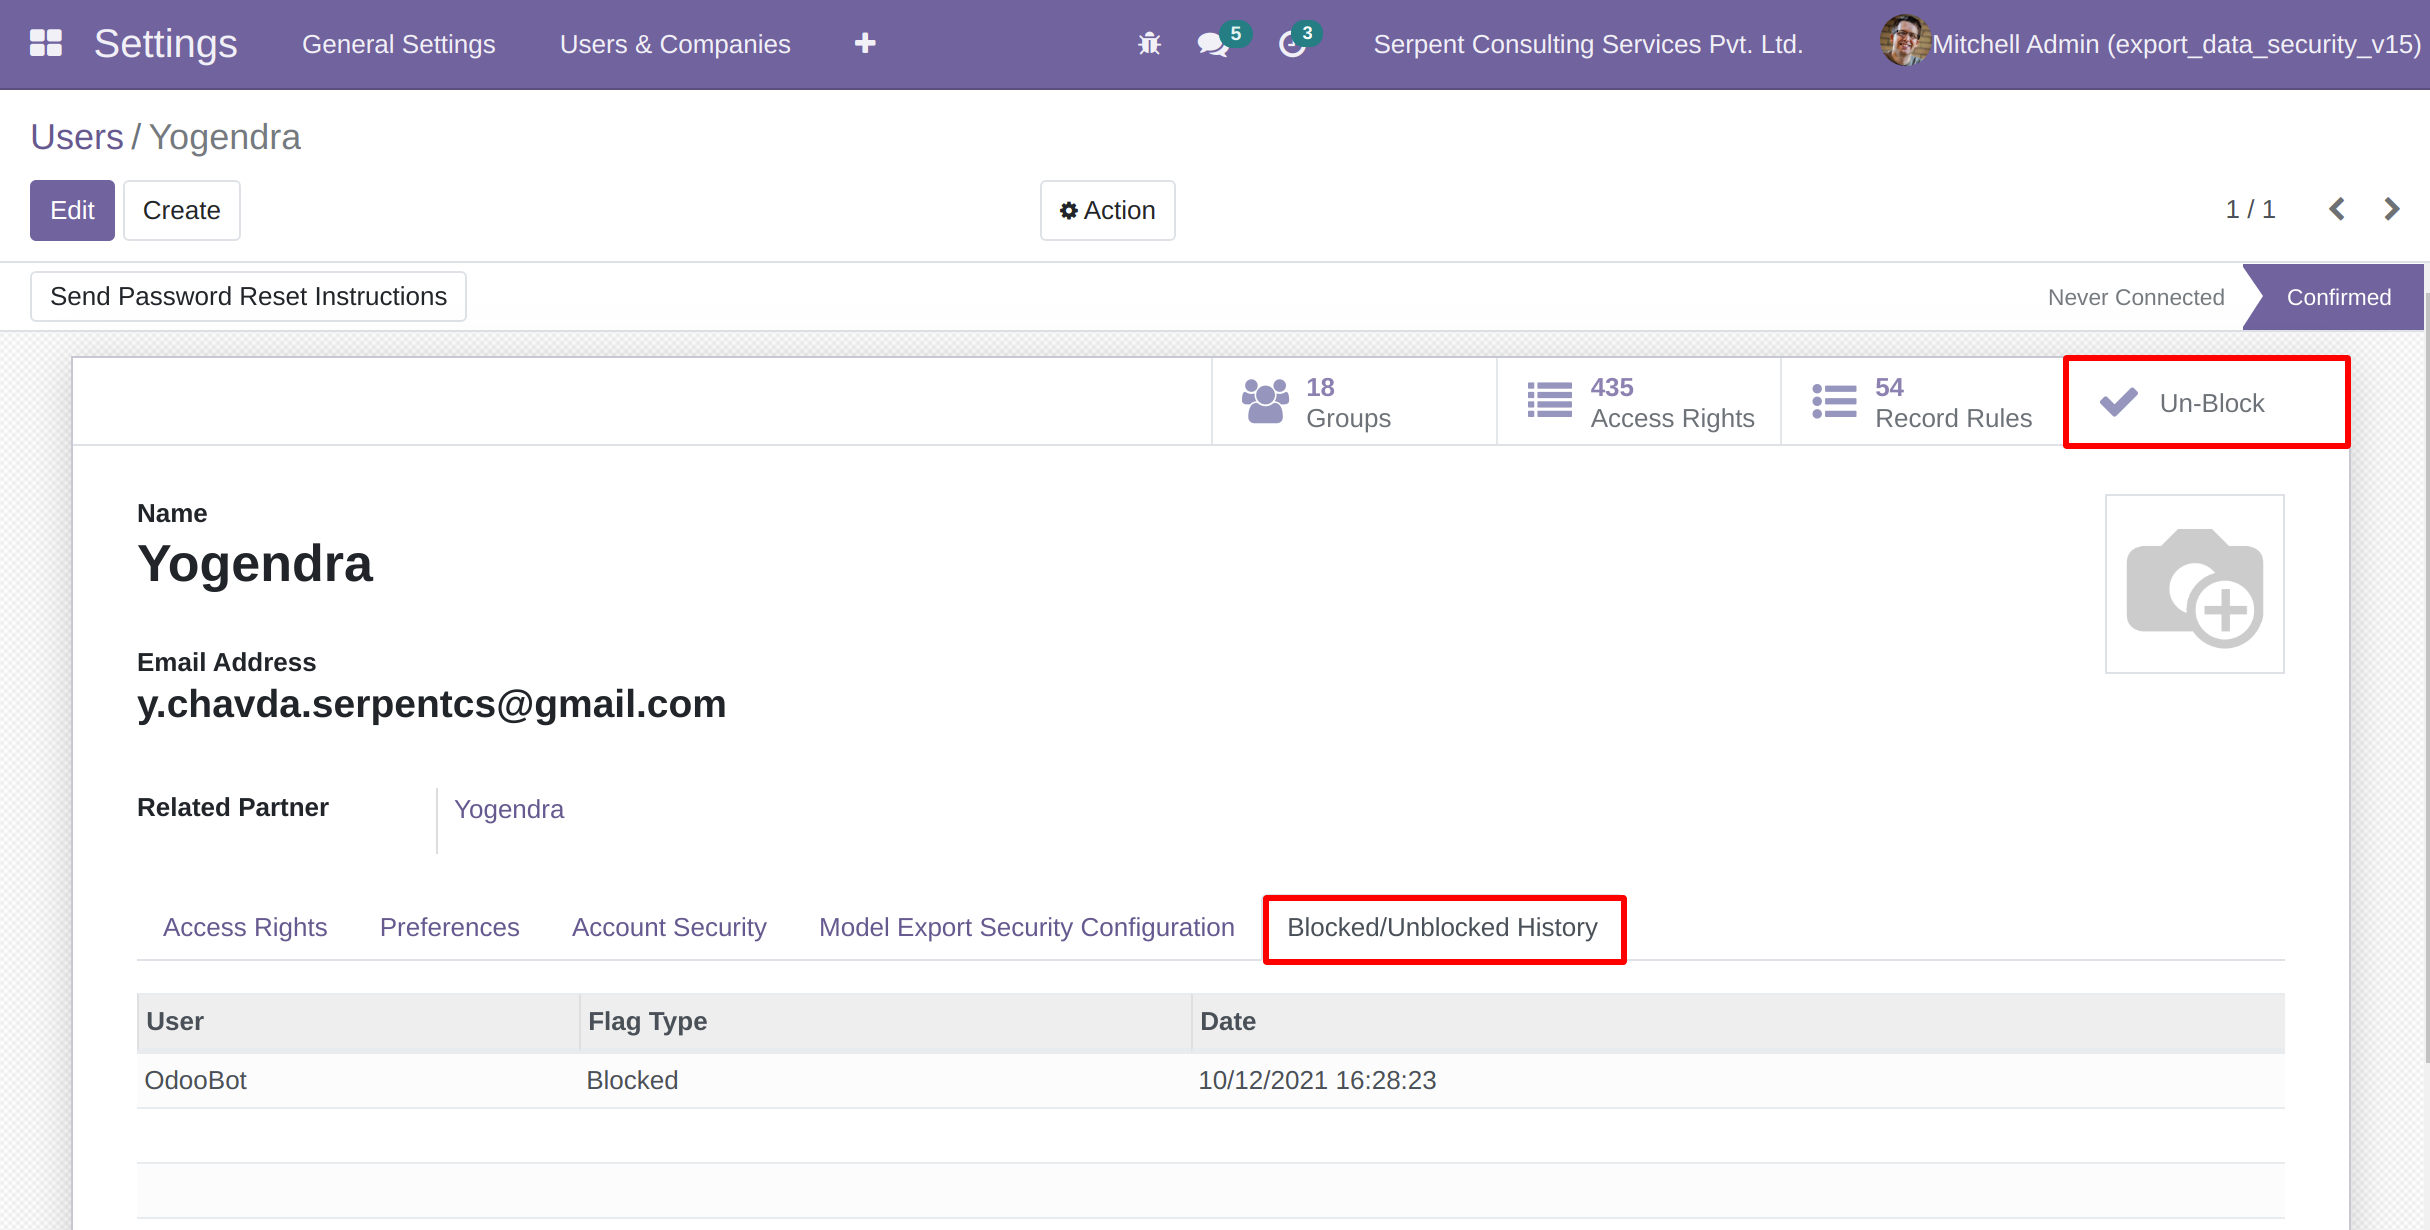 Settings General Settings Users & Companies 5 3 Serpent Consulting Services Pvt. Ltd. Mitchell Admin (export_data_security_v15)
Users / Yogendra
Edit Create Action 1 / 1
Send Password Reset Instructions Never Connected Confirmed
18 Groups 435 Access Rights 54 Record Rules Un-Block
Name
Yogendra
Email Address
y.chavda.serpentcs@gmail.com
Related Partner Yogendra
Access Rights Preferences Account Security Model Export Security Configuration Blocked/Unblocked History
User Flag Type Date
OdooBot Blocked 10/12/2021 16:28:23